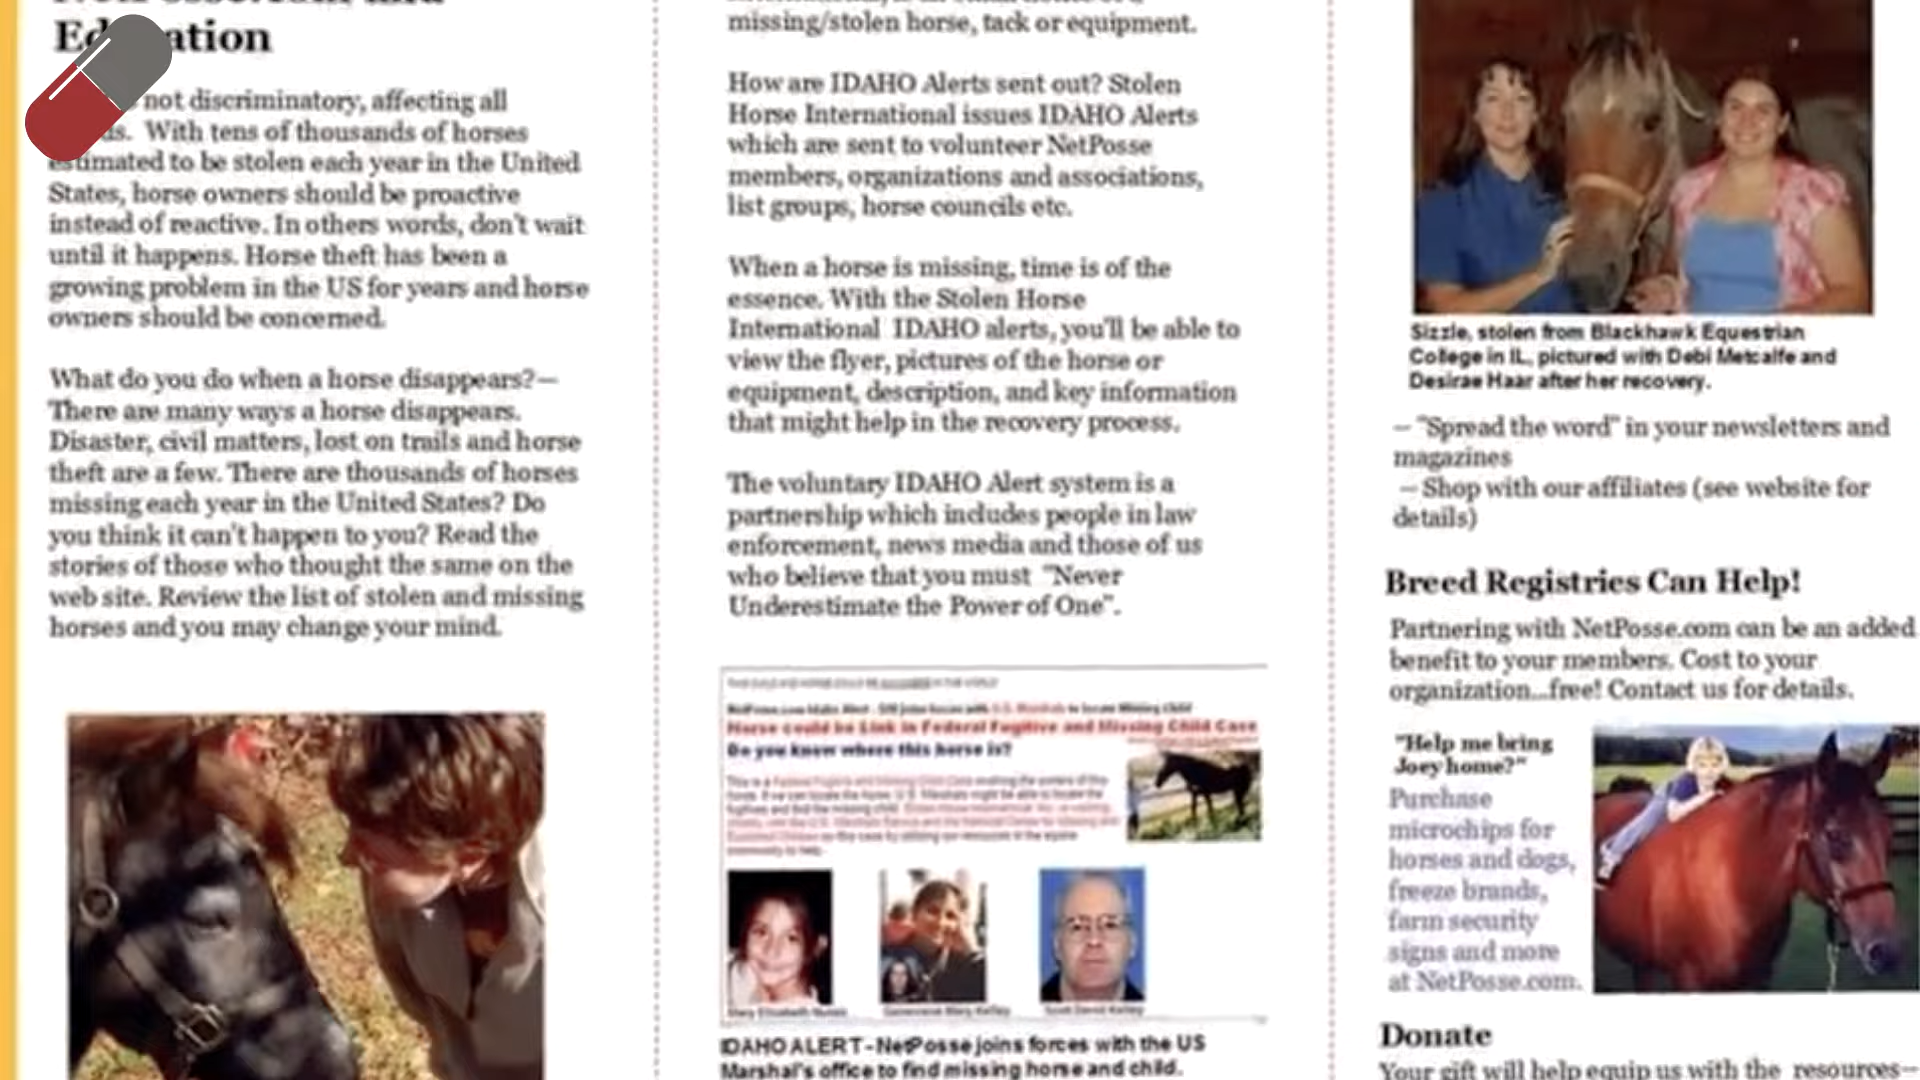 Education
not discriminatory, affecting all
With tens of thousands of horses
estimated to be stolen each year in the United
States, horse owners should be proactive
instead of reactive. In others words, don't wait
until it happens. Horse theft has been a
growing problem in the US for years and horse
owners should be concerned.
What do you do when a horse disappears?—
There are many ways a horse disappears.
Disaster, civil matters, lost on trails and horse
theft are a few. There are thousands of horses
missing each year in the United States? Do
you think it can't happen to you? Read the
stories of those who thought the same on the
web site. Review the list of stolen and missing
horses and you may change your mind.
missing/stolen horse, tack or equipment.
How are IDAHO Alerts sent out? Stolen
Horse International issues IDAHO Alerts
which are sent to volunteer NetPosse
members, organizations and associations,
list groups, horse councils etc.
When a horse is missing, time is of the
essence. With the Stolen Horse
International IDAHO alerts, you'll be able to
view the flyer, pictures of the horse or
equipment, description, and key information
that might help in the recovery process.
The voluntary IDAHO Alert system is a
partnership which includes people in law
enforcement, news media and those of us
who believe that you must "Never
Underestimate the Power of One".
Horse could be Link in Federal Fugitive and Missing Child Case
Do you know where this horse is?
IDAHO ALERT - NetPosse joins forces with the US
Marshal's office to find missing horse and child.
Sizzle, stolen from Blackhawk Equestrian
College in IL, pictured with Debi Metcalfe and
Desirae Haar after her recovery.
— "Spread the word" in your newsletters and
magazines
— Shop with our affiliates (see website for
details)
Breed Registries Can Help!
Partnering with NetPosse.com can be an added
benefit to your members. Cost to your
organization...free! Contact us for details.
"Help me bring
Joey home?"
Purchase
microchips for
horses and dogs,
freeze brands,
farm security
signs and more
at NetPosse.com.
Donate
Your gift will help equip us with the resources—